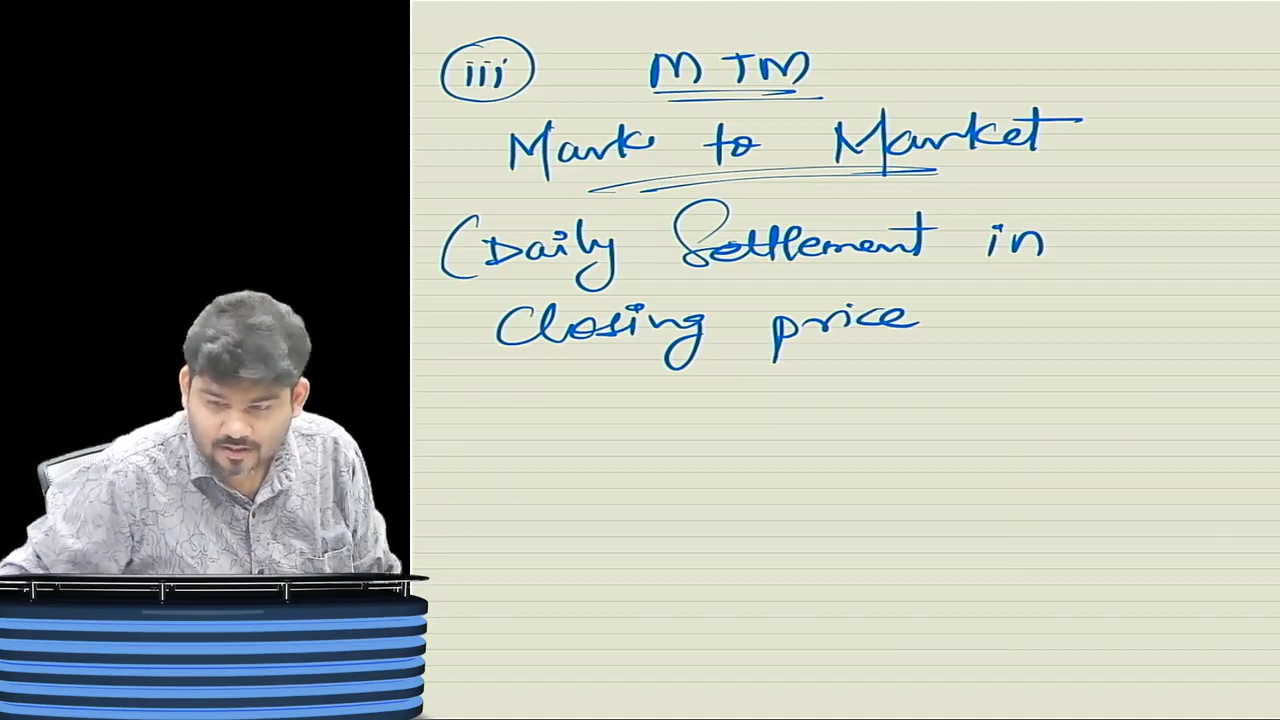 iii MTM
Mark to Market
(Daily Settlement in
Closing price